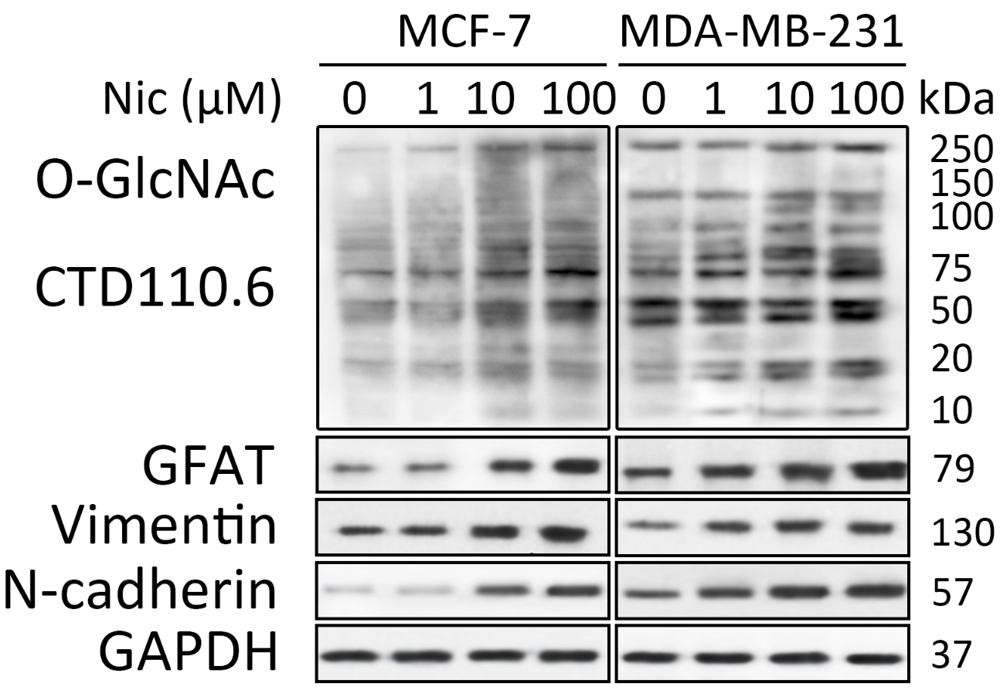 MCF-7 MDA-MB-231
Nic (µM) 0 1 10 100 0 1 10 100 kDa
250
O-GlcNAc
150
100
75
CTD110.6
50
20
10
GFAT 79
Vimentin 130
N-cadherin 57
GAPDH 37